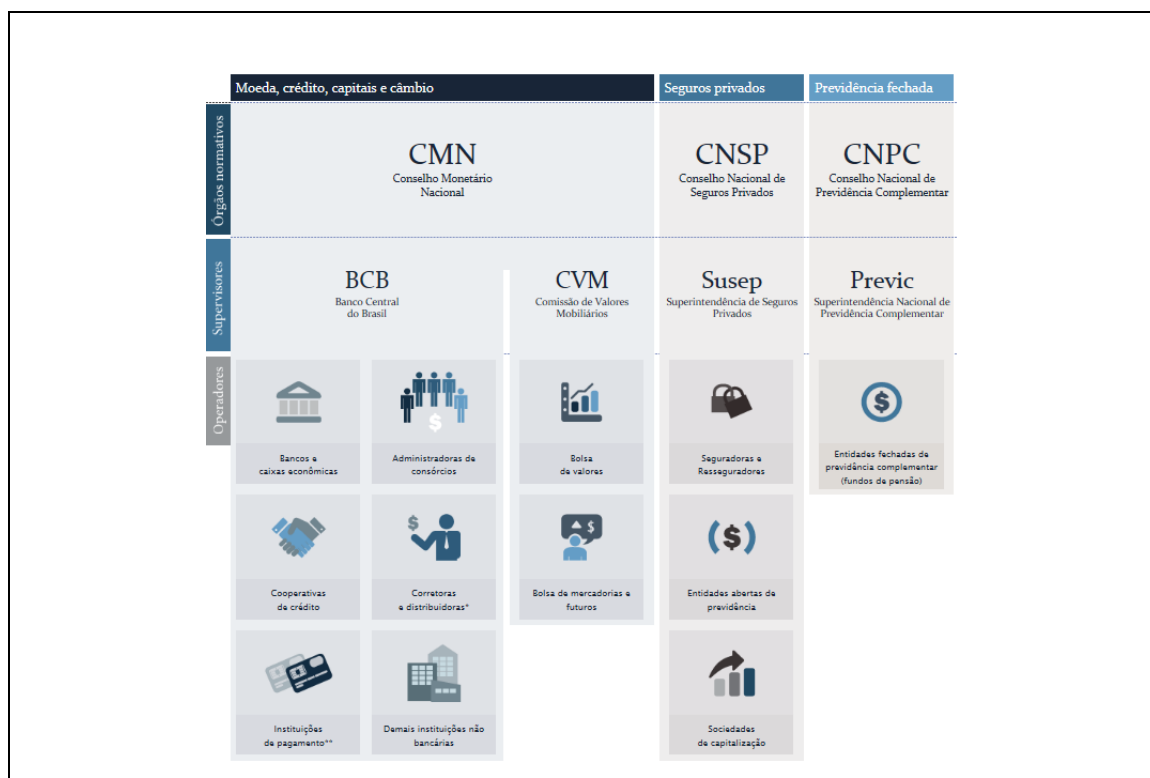 Moeda, crédito, capitais e câmbio
Seguros privados
Previdência fechada
Órgãos normativos
CMN
Conselho Monetário
Nacional
CNSP
Conselho Nacional de
Seguros Privados
CNPC
Conselho Nacional de
Previdência Complementar
Supervisores
BCB
Banco Central
do Brasil
CVM
Comissão de Valores
Mobiliários
Susep
Superintendência de Seguros
Privados
Previc
Superintendência Nacional de
Previdência Complementar
Operadores
$
$
Bancos e
caixas econômicas
Administradoras de
consórcios
Bolsa
de valores
Seguradoras e
Resseguradores
Entidades fechadas de
previdência complementar
(fundos de pensão)
$
$
($)
Cooperativas
de crédito
Corretoras
e distribuidoras*
Bolsa de mercadorias e
futuros
Entidades abertas de
previdência
Instituições
de pagamento**
Demais instituições não
bancárias
Sociedades
de capitalização